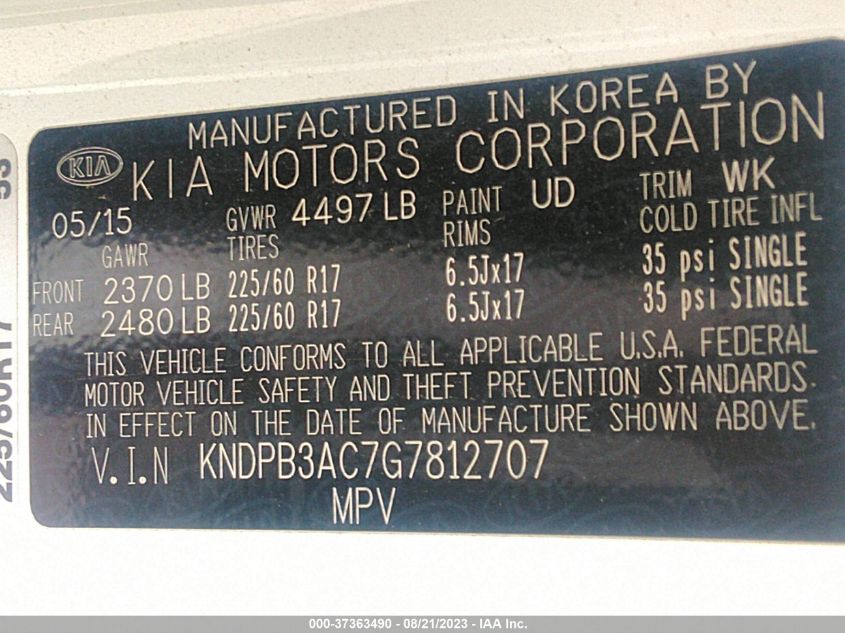 MANUFACTURED IN KOREA BY
KIA KIA MOTORS CORPORATION
05/15 GVWR 4497 LB PAINT UD TRIM WK
GAWR TIRES RIMS COLD TIRE INFL
FRONT 2370 LB 225/60 R17 6.5Jx17 35 psi SINGLE
REAR 2480 LB 225/60 R17 6.5Jx17 35 psi SINGLE
THIS VEHICLE CONFORMS TO ALL APPLICABLE U.S.A. FEDERAL
MOTOR VEHICLE SAFETY AND THEFT PREVENTION STANDARDS
IN EFFECT ON THE DATE OF MANUFACTURE SHOWN ABOVE.
V.I.N KNDPB3AC7G7812707
MPV
225/60R17
000-37363490 - 08/21/2023 - IAA Inc.